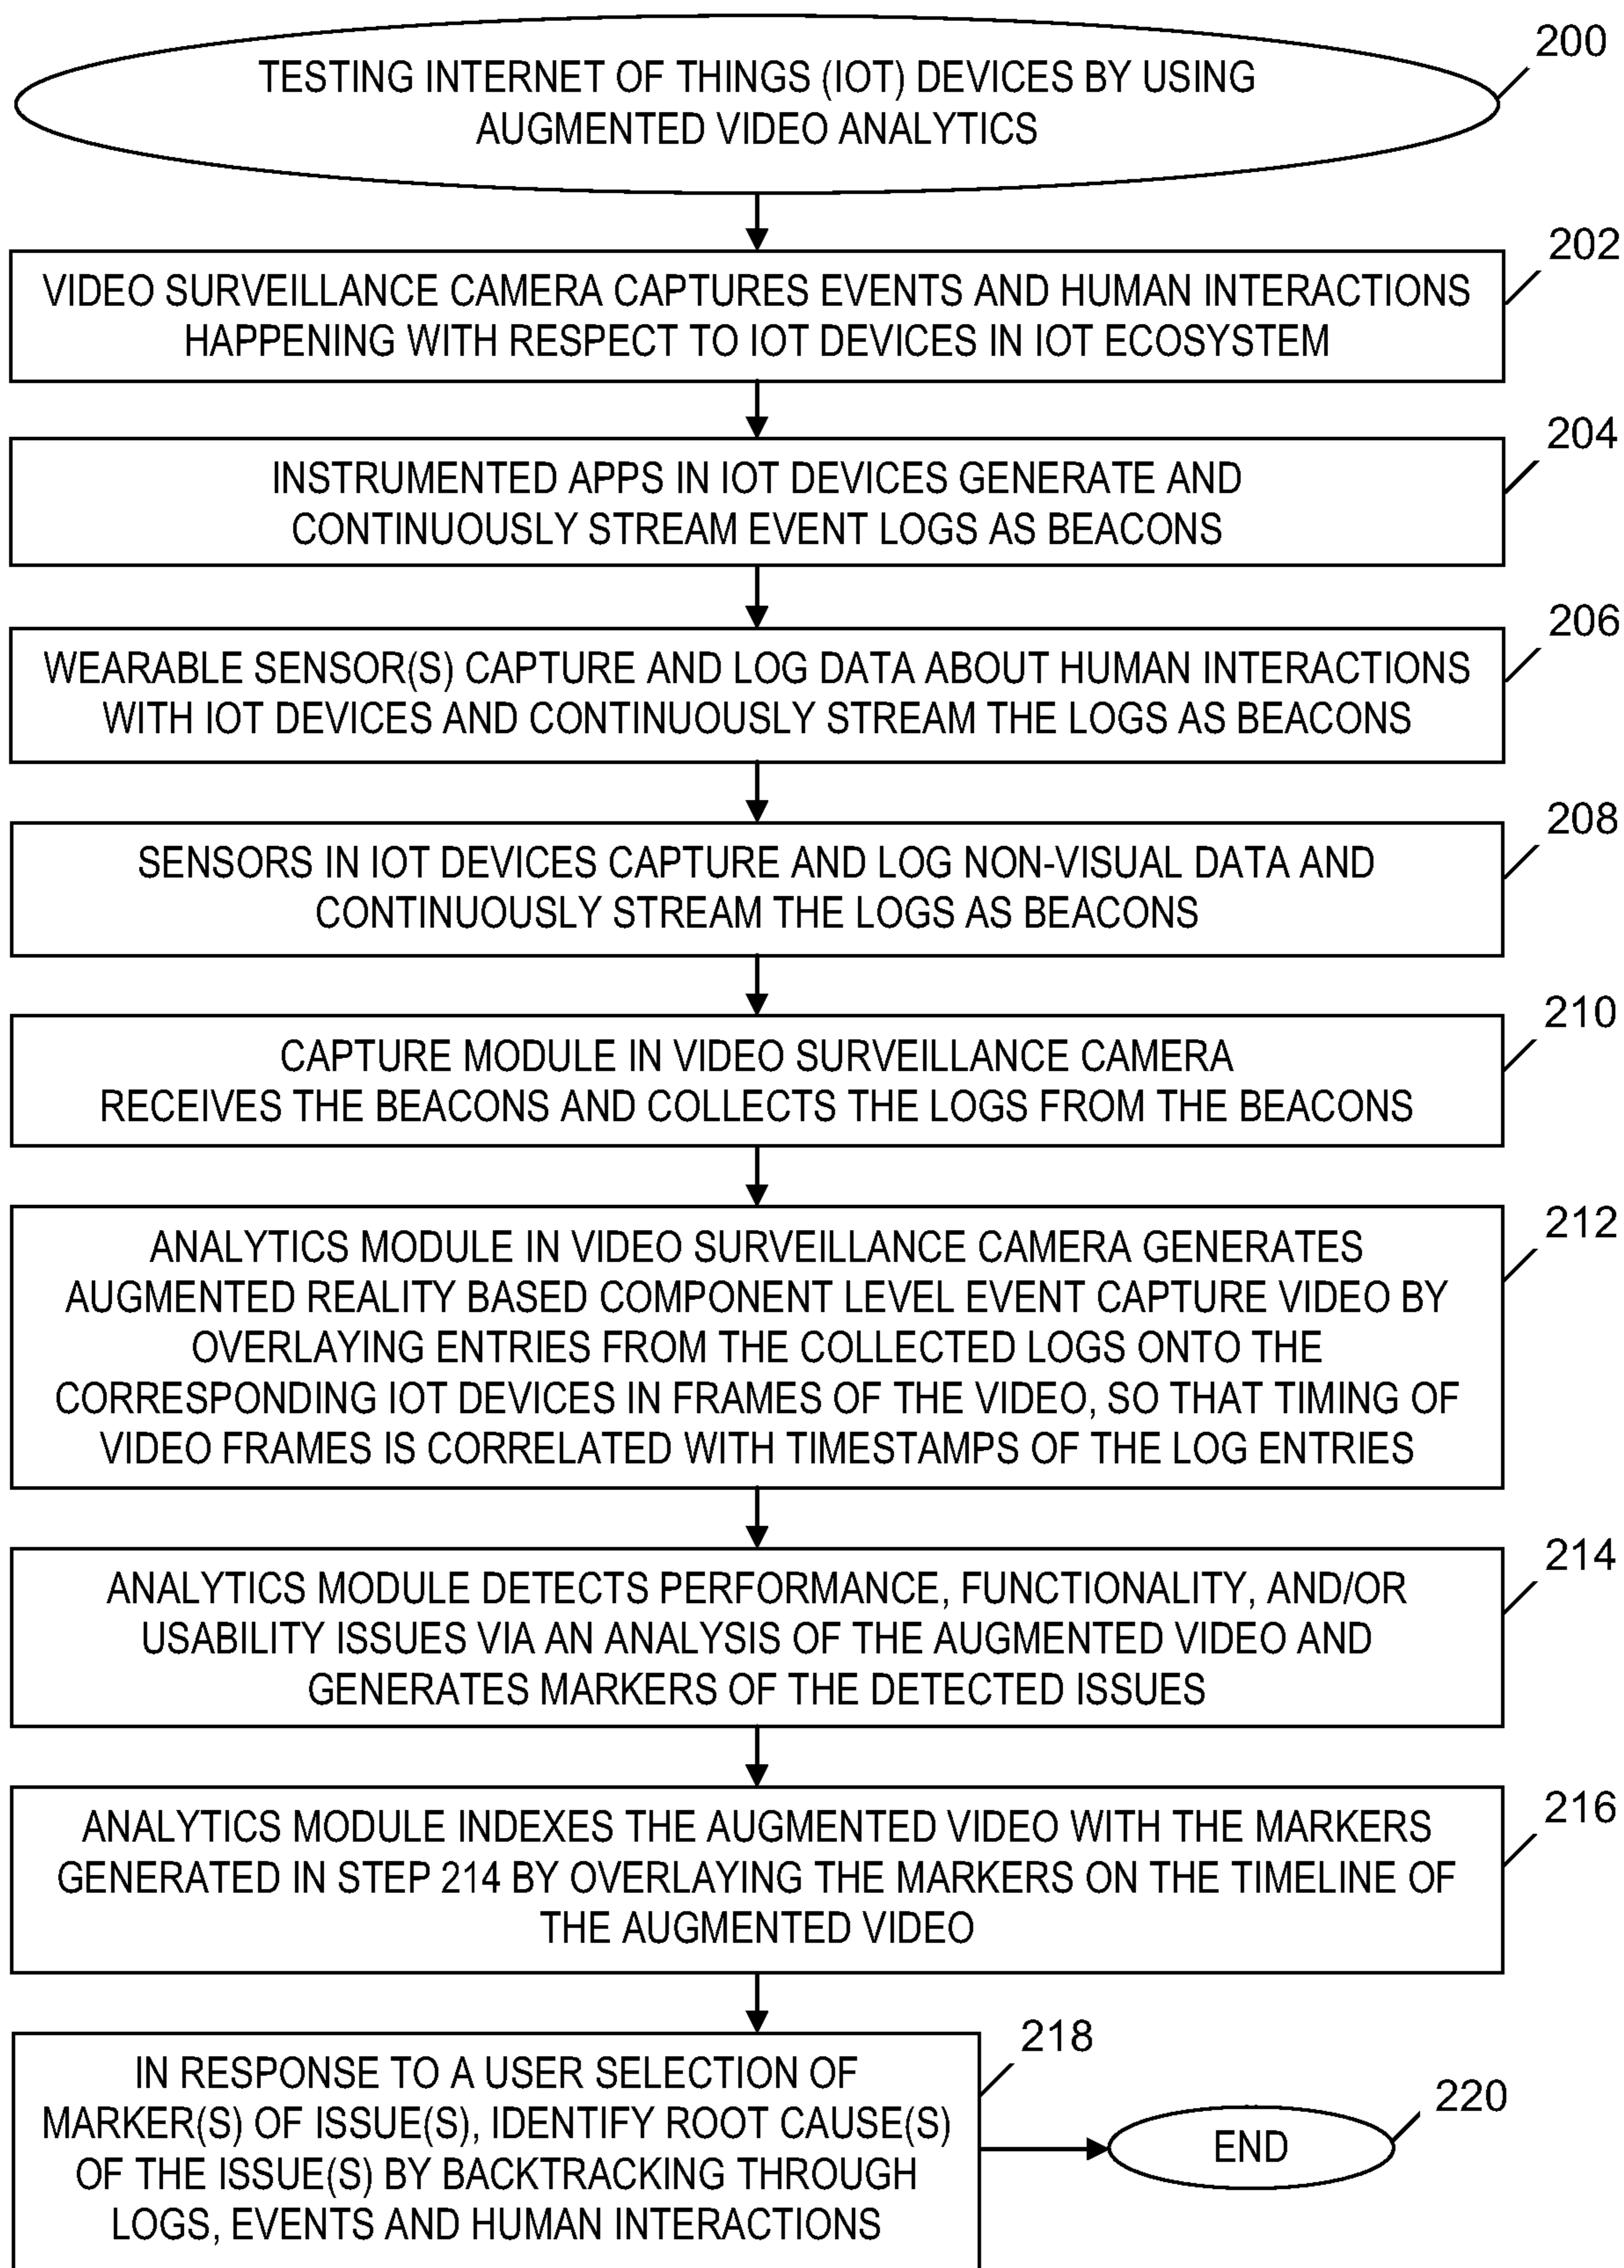 200
TESTING INTERNET OF THINGS (IOT) DEVICES BY USING
AUGMENTED VIDEO ANALYTICS
202
VIDEO SURVEILLANCE CAMERA CAPTURES EVENTS AND HUMAN INTERACTIONS
HAPPENING WITH RESPECT TO IOT DEVICES IN IOT ECOSYSTEM
204
INSTRUMENTED APPS IN IOT DEVICES GENERATE AND
CONTINUOUSLY STREAM EVENT LOGS AS BEACONS
206
WEARABLE SENSOR(S) CAPTURE AND LOG DATA ABOUT HUMAN INTERACTIONS
WITH IOT DEVICES AND CONTINUOUSLY STREAM THE LOGS AS BEACONS
208
SENSORS IN IOT DEVICES CAPTURE AND LOG NON-VISUAL DATA AND
CONTINUOUSLY STREAM THE LOGS AS BEACONS
210
CAPTURE MODULE IN VIDEO SURVEILLANCE CAMERA
RECEIVES THE BEACONS AND COLLECTS THE LOGS FROM THE BEACONS
212
ANALYTICS MODULE IN VIDEO SURVEILLANCE CAMERA GENERATES
AUGMENTED REALITY BASED COMPONENT LEVEL EVENT CAPTURE VIDEO BY
OVERLAYING ENTRIES FROM THE COLLECTED LOGS ONTO THE
CORRESPONDING IOT DEVICES IN FRAMES OF THE VIDEO, SO THAT TIMING OF
VIDEO FRAMES IS CORRELATED WITH TIMESTAMPS OF THE LOG ENTRIES
214
ANALYTICS MODULE DETECTS PERFORMANCE, FUNCTIONALITY, AND/OR
USABILITY ISSUES VIA AN ANALYSIS OF THE AUGMENTED VIDEO AND
GENERATES MARKERS OF THE DETECTED ISSUES
216
ANALYTICS MODULE INDEXES THE AUGMENTED VIDEO WITH THE MARKERS
GENERATED IN STEP 214 BY OVERLAYING THE MARKERS ON THE TIMELINE OF
THE AUGMENTED VIDEO
218
IN RESPONSE TO A USER SELECTION OF
MARKER(S) OF ISSUE(S), IDENTIFY ROOT CAUSE(S)
OF THE ISSUE(S) BY BACKTRACKING THROUGH
LOGS, EVENTS AND HUMAN INTERACTIONS
220
END